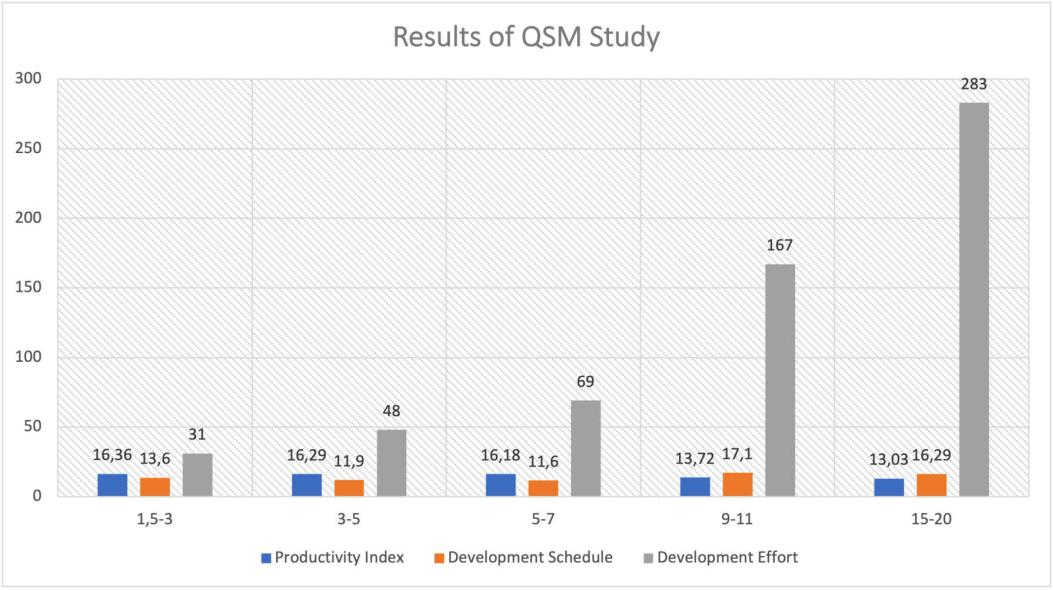 Results of QSM Study
300
250
200
150
100
50
0
16,36 13,6 31
16,29 11,9 48
16,18 11,6 69
13,72 17,1 167
13,03 16,29 283
1,5-3 3-5 5-7 9-11 15-20
Productivity Index Development Schedule Development Effort